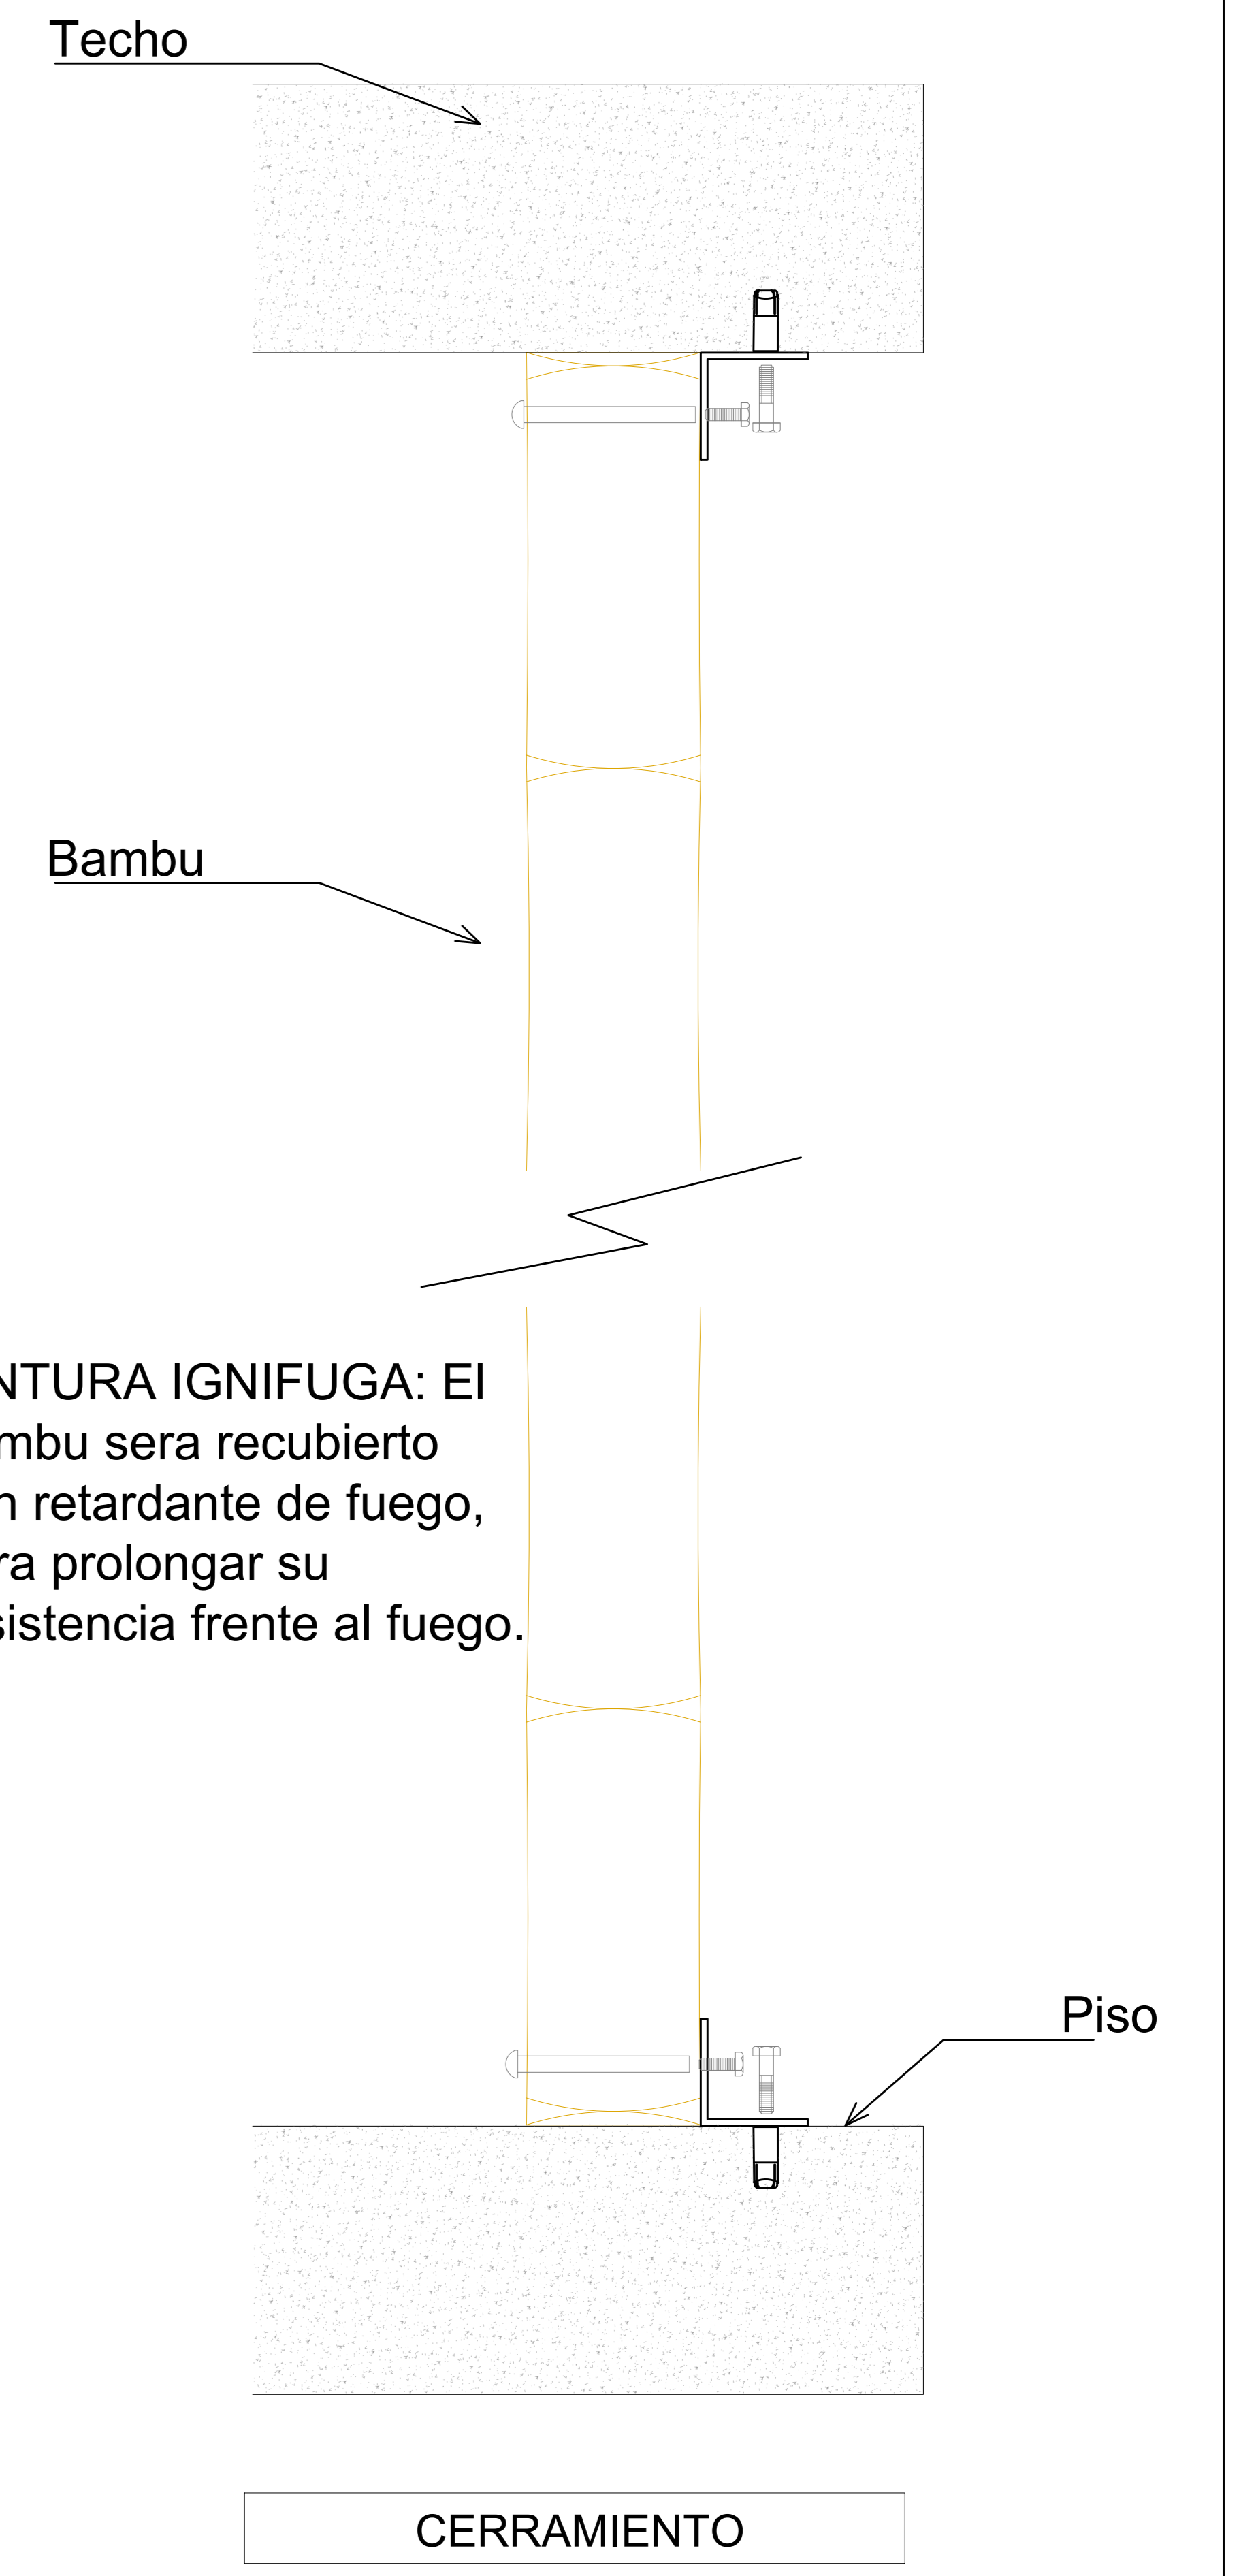 Techo
Bambu
NTURA IGNIFUGA: El
mbu sera recubierto
n retardante de fuego,
ra prolongar su
sistencia frente al fuego.
Piso
CERRAMIENTO